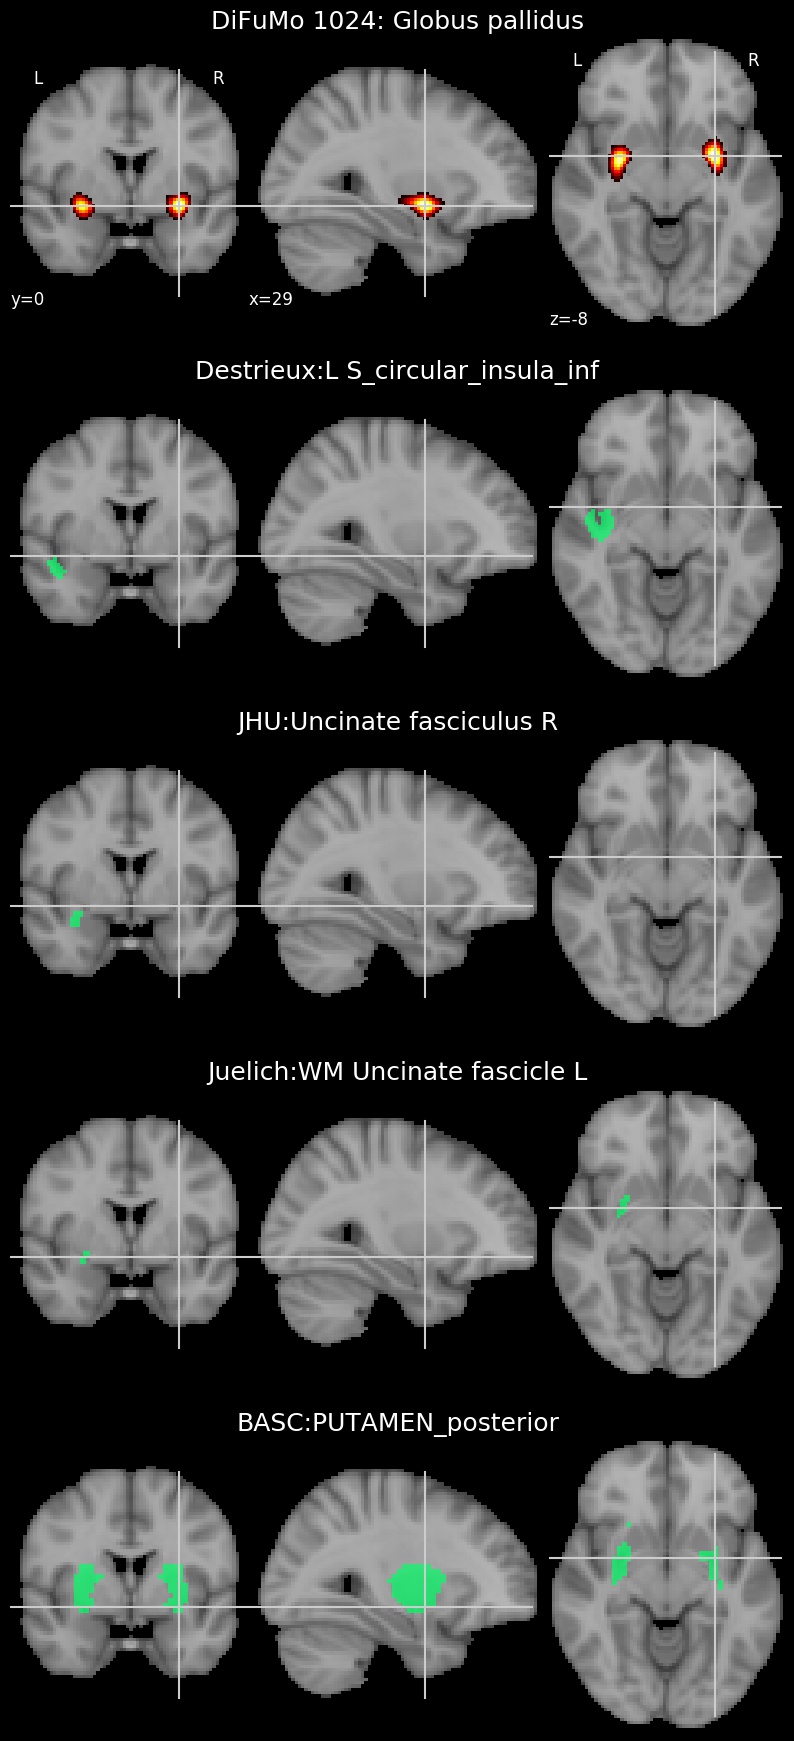 DiFuMo 1024: Globus pallidus
L R L R
y=0 x=29 z=-8
Destrieux:L S_circular_insula_inf
JHU:Uncinate fasciculus R
Juelich:WM Uncinate fascicle L
BASC:PUTAMEN_posterior